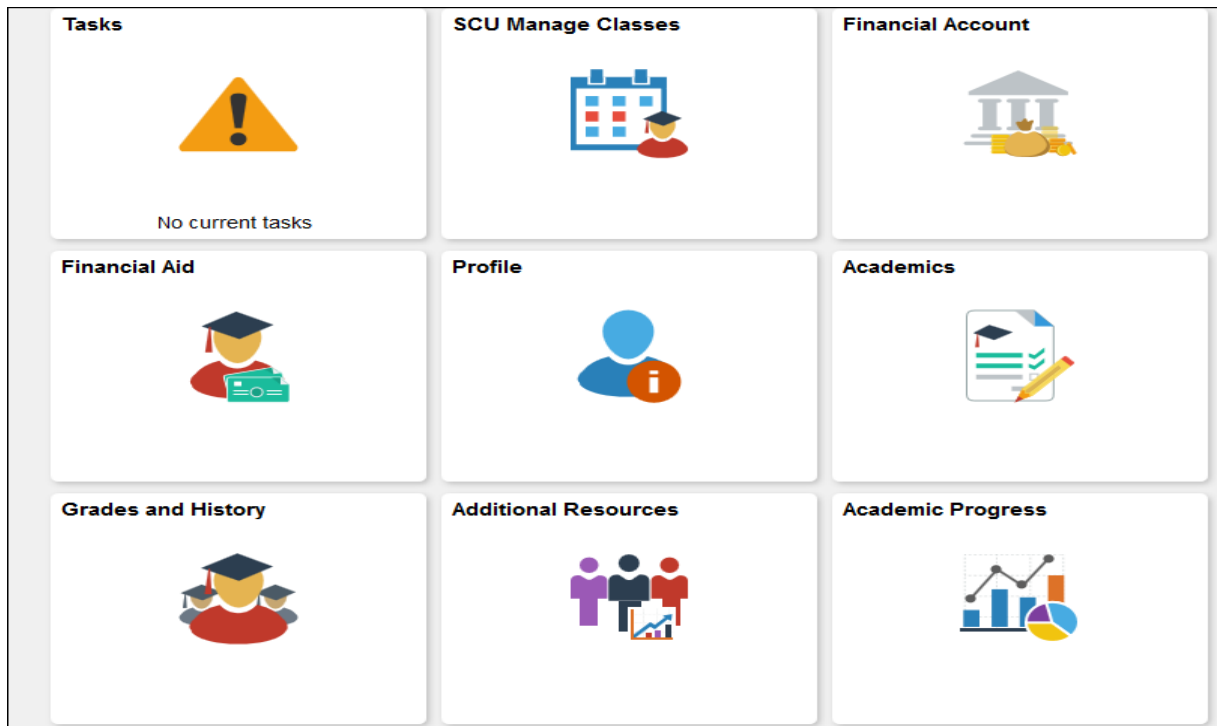 Tasks
SCU Manage Classes
Financial Account
No current tasks
Financial Aid
Profile
Academics
Grades and History
Additional Resources
Academic Progress